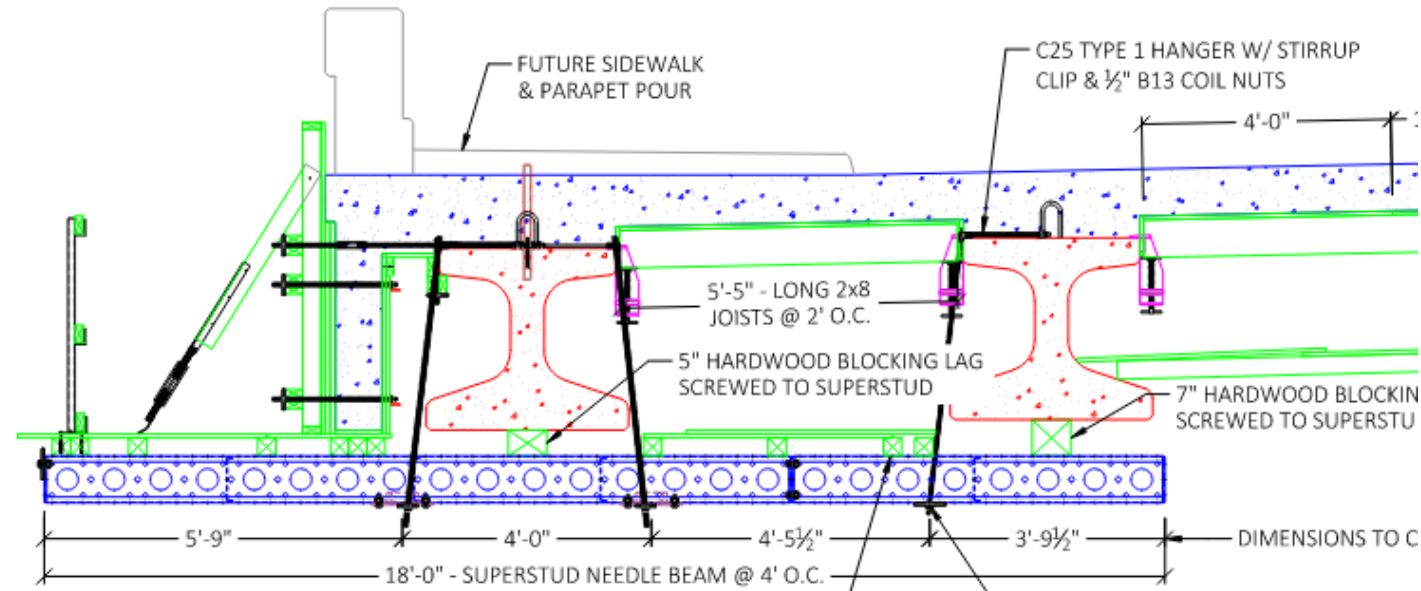 FUTURE SIDEWALK
& PARAPET POUR
C25 TYPE 1 HANGER W/ STIRRUP
CLIP & ½" B13 COIL NUTS
4'-0"
5'-5" - LONG 2x8
JOISTS @ 2' O.C.
5" HARDWOOD BLOCKING LAG
SCREWED TO SUPERSTUD
7" HARDWOOD BLOCKIN
SCREWED TO SUPERSTU
5'-9"
4'-0"
4'-5½"
3'-9½"
DIMENSIONS TO C
18'-0" - SUPERSTUD NEEDLE BEAM @ 4' O.C.